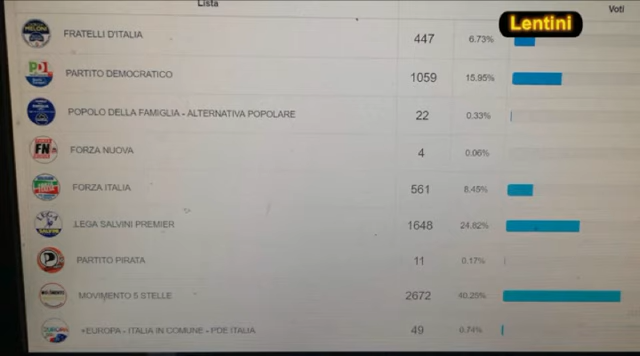 Lista
Voti
Lentini
FRATELLI D'ITALIA 447 6.73%
PD PARTITO DEMOCRATICO 1059 15.95%
POPOLO DELLA FAMIGLIA - ALTERNATIVA POPOLARE 22 0.33%
FN FORZA NUOVA 4 0.06%
FORZA ITALIA 561 8.45%
LEGA LEGA SALVINI PREMIER 1648 24.82%
PARTITO PIRATA 11 0.17%
MOVIMENTO 5 STELLE 2672 40.25%
+EUROPA - ITALIA IN COMUNE - PDE ITALIA 49 0.74%